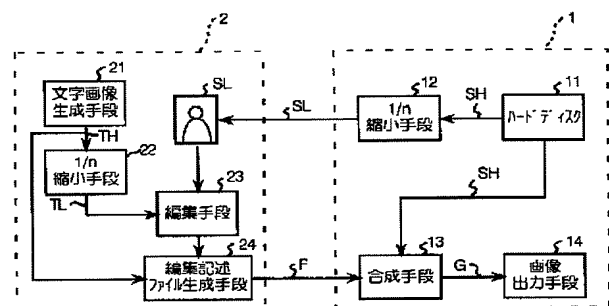 2
1
21
文字画像
生成手段
SL
SL
12
1/n
縮小手段
SH
11
ハードディスク
TH
22
1/n
縮小手段
TL
23
編集手段
SH
24
編集記述
ファイル生成手段
F
13
合成手段
G
14
画像
出力手段